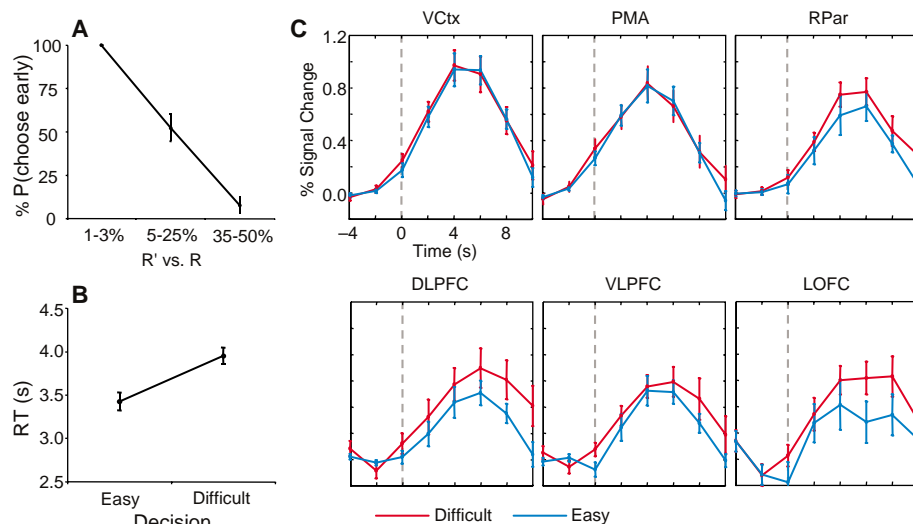 A
% P(choose early)
100
75
50
25
0
1-3% 5-25% 35-50%
R' vs. R
B
RT (s)
4.5
4.0
3.5
3.0
2.5
Easy Difficult
Decision
C
VCtx PMA RPar
% Signal Change
1.2
0.8
0.4
0.0
−4 0 4 8
Time (s)
DLPFC VLPFC LOFC
Difficult Easy